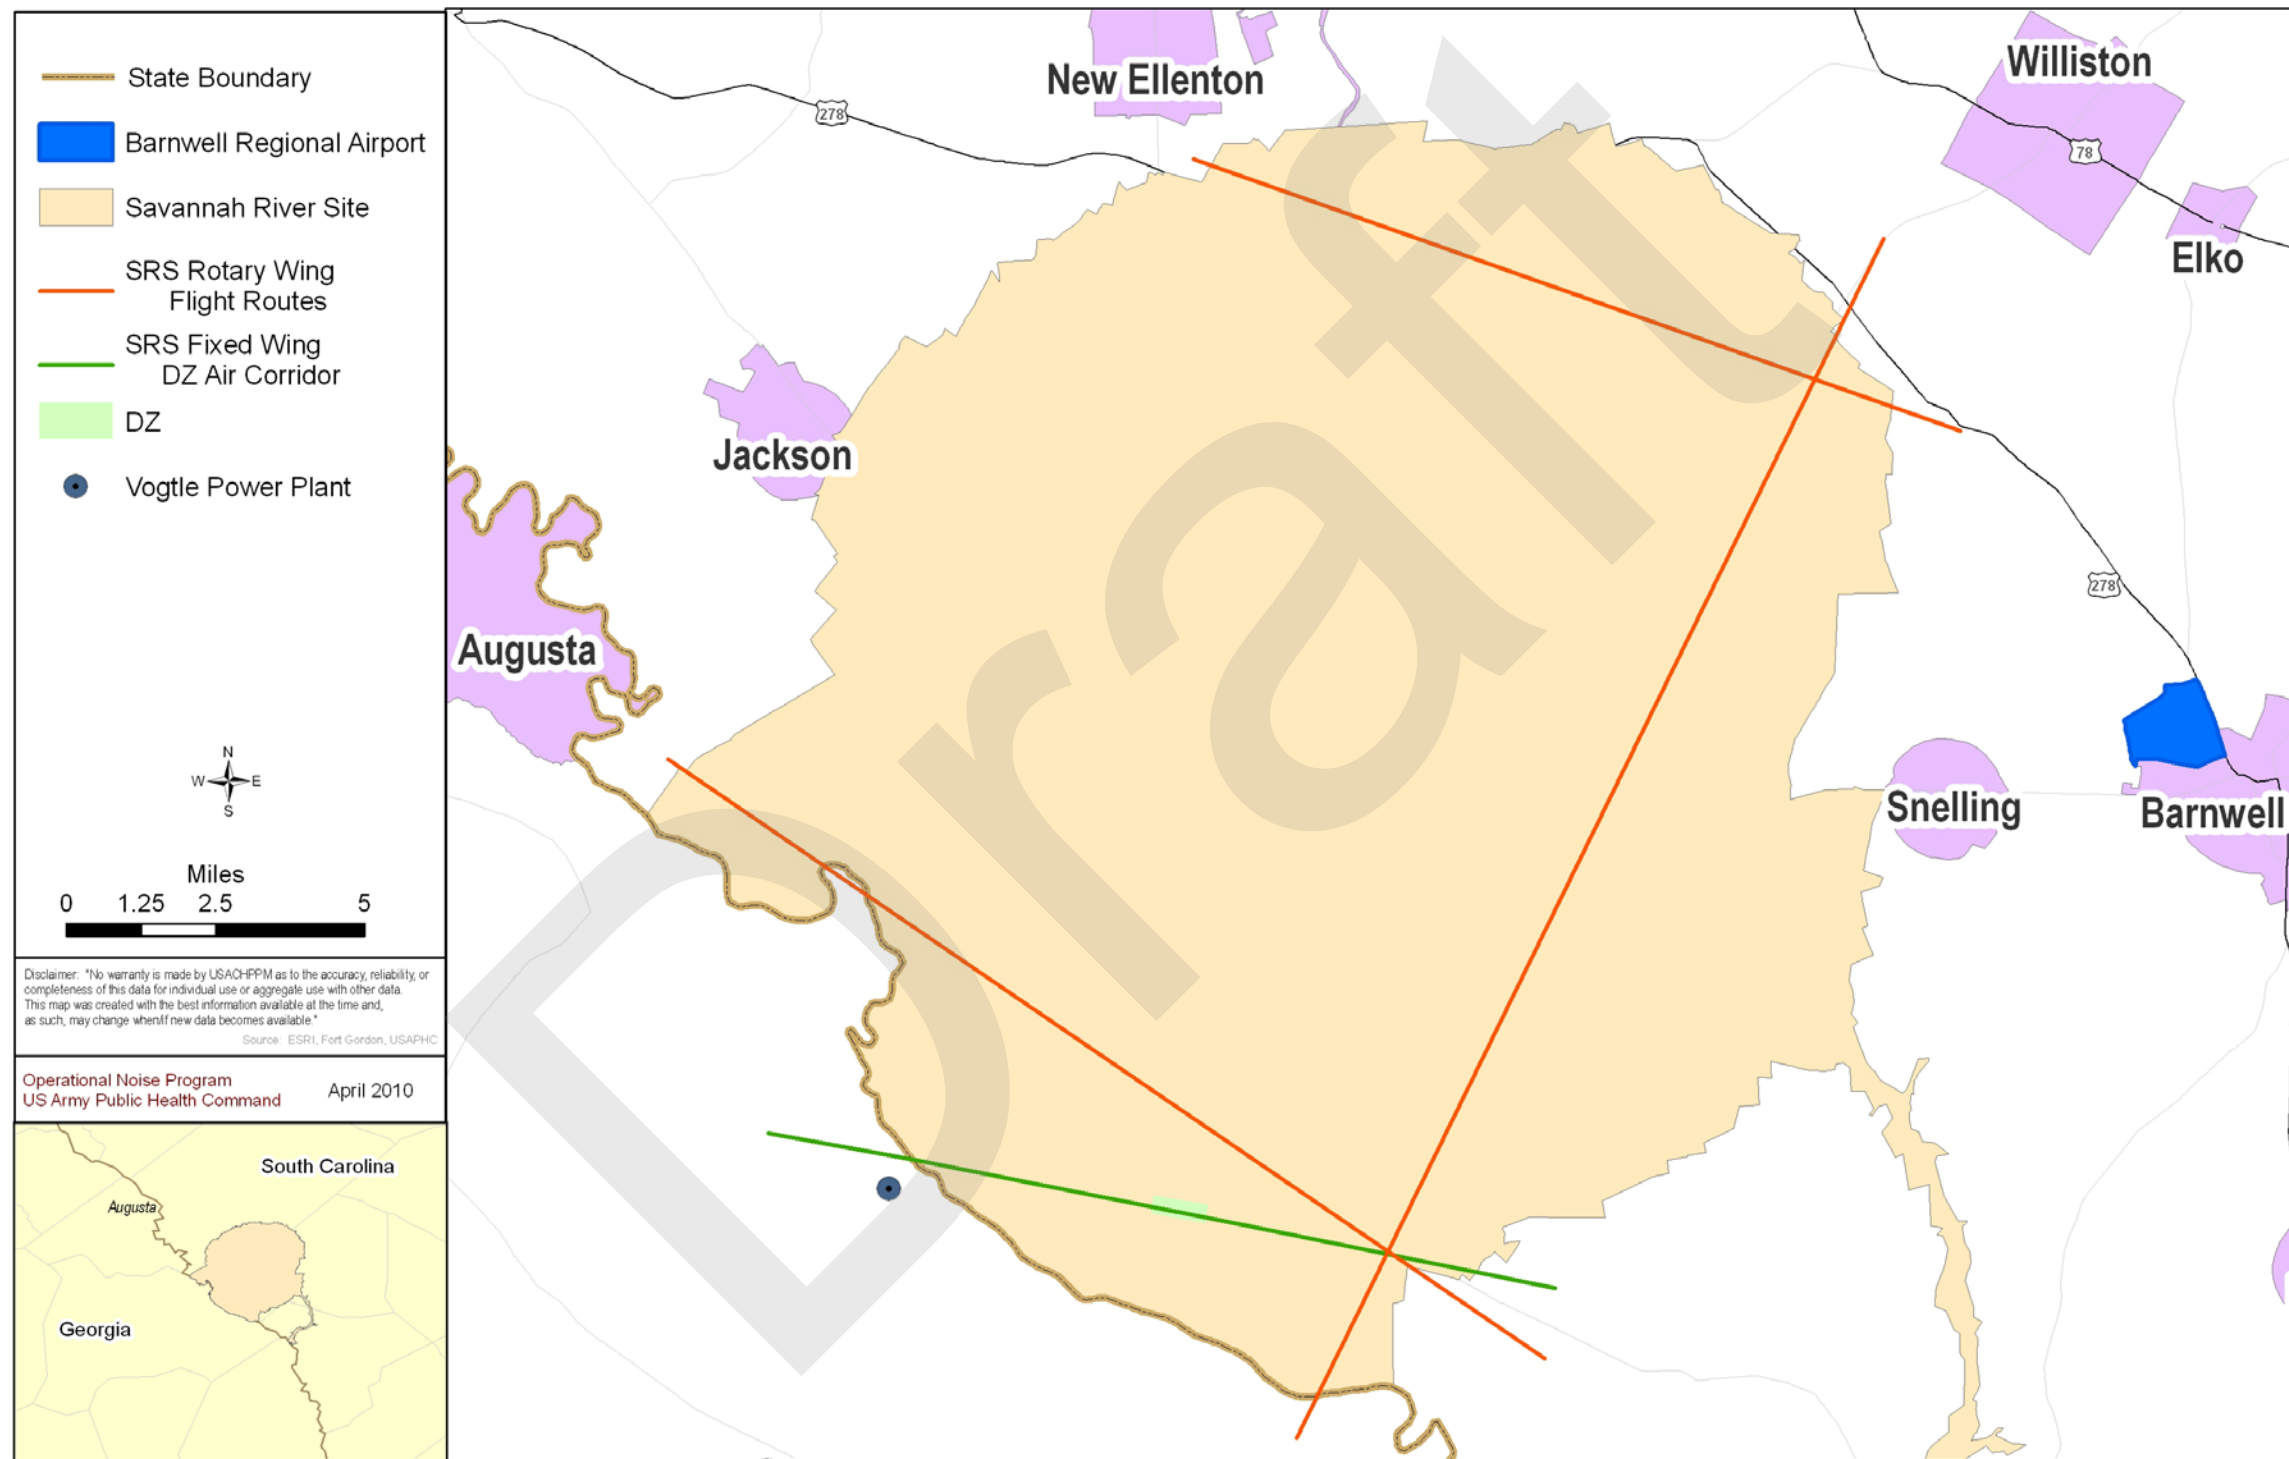 State Boundary
Barnwell Regional Airport
Savannah River Site
SRS Rotary Wing
Flight Routes
SRS Fixed Wing
DZ Air Corridor
DZ
Vogtle Power Plant
N
W E
S
Miles
0 1.25 2.5 5
Disclaimer: "No warranty is made by USACHPPM as to the accuracy, reliability, or
completeness of this data for individual use or aggregate use with other data.
This map was created with the best information available at the time and,
as such, may change when/if new data becomes available."
Source: ESRI, Fort Gordon, USAPHC
Operational Noise Program
US Army Public Health Command
April 2010
South Carolina
Augusta
Georgia
New Ellenton
Williston
278
78
Elko
Jackson
278
Augusta
Snelling
Barnwell
Draft